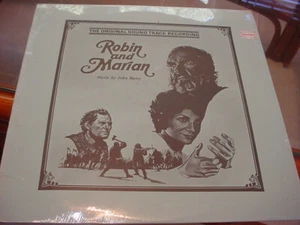 THE ORIGINAL SOUND TRACK RECORDING
Robin
and
Marian
Music By John Barry